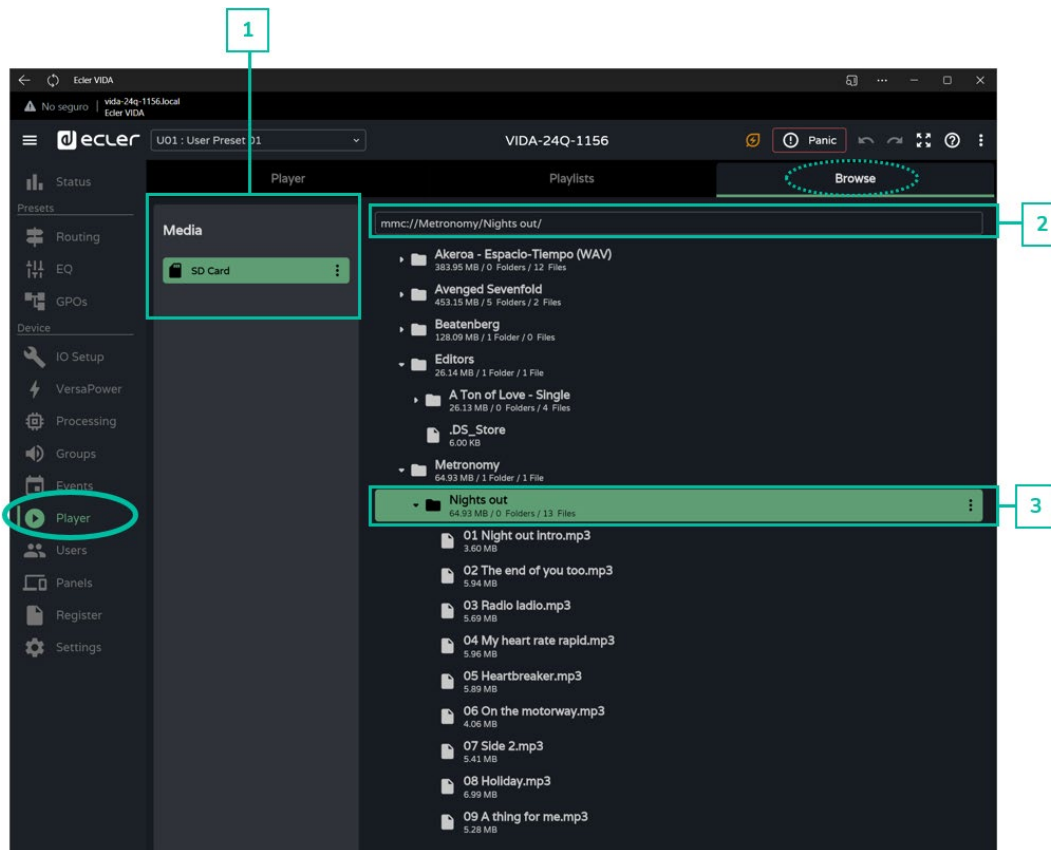 1
Ecler VIDA
No seguro | vida-24q-1156.local
Ecler VIDA
ecler
U01 : User Preset 01
VIDA-24Q-1156
Panic
Status
Presets
Routing
EQ
GPOs
Device
IO Setup
VersaPower
Processing
Groups
Events
Player
Users
Panels
Register
Settings
Player
Playlists
Browse
Media
SD Card
mmc://Metronomy/Nights out/
2
Akeroa - Espacio-Tiempo (WAV)
383.95 MB / 0 Folders / 12 Files
Avenged Sevenfold
453.15 MB / 5 Folders / 2 Files
Beatenberg
128.09 MB / 1 Folder / 0 Files
Editors
26.14 MB / 1 Folder / 1 File
A Ton of Love - Single
26.13 MB / 0 Folders / 4 Files
.DS_Store
6.00 KB
Metronomy
64.93 MB / 1 Folder / 1 File
Nights out
64.93 MB / 0 Folders / 13 Files
3
01 Night out intro.mp3
3.60 MB
02 The end of you too.mp3
5.94 MB
03 Radio ladio.mp3
5.69 MB
04 My heart rate rapid.mp3
5.96 MB
05 Heartbreaker.mp3
5.89 MB
06 On the motorway.mp3
4.06 MB
07 Side 2.mp3
5.41 MB
08 Holiday.mp3
6.99 MB
09 A thing for me.mp3
5.28 MB